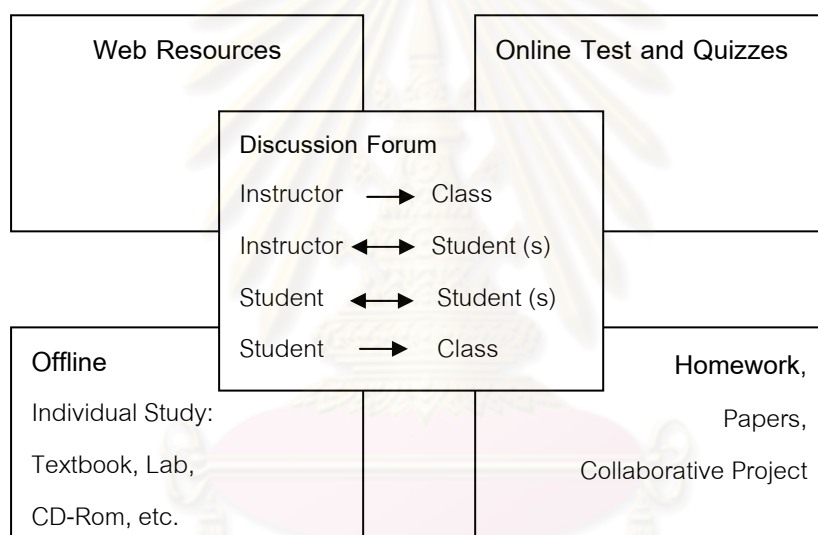 Web Resources
Online Test and Quizzes
Discussion Forum
Instructor → Class
Instructor ↔ Student (s)
Student ↔ Student (s)
Student → Class
Offline
Individual Study:
Textbook, Lab,
CD-Rom, etc.
Homework,
Papers,
Collaborative Project